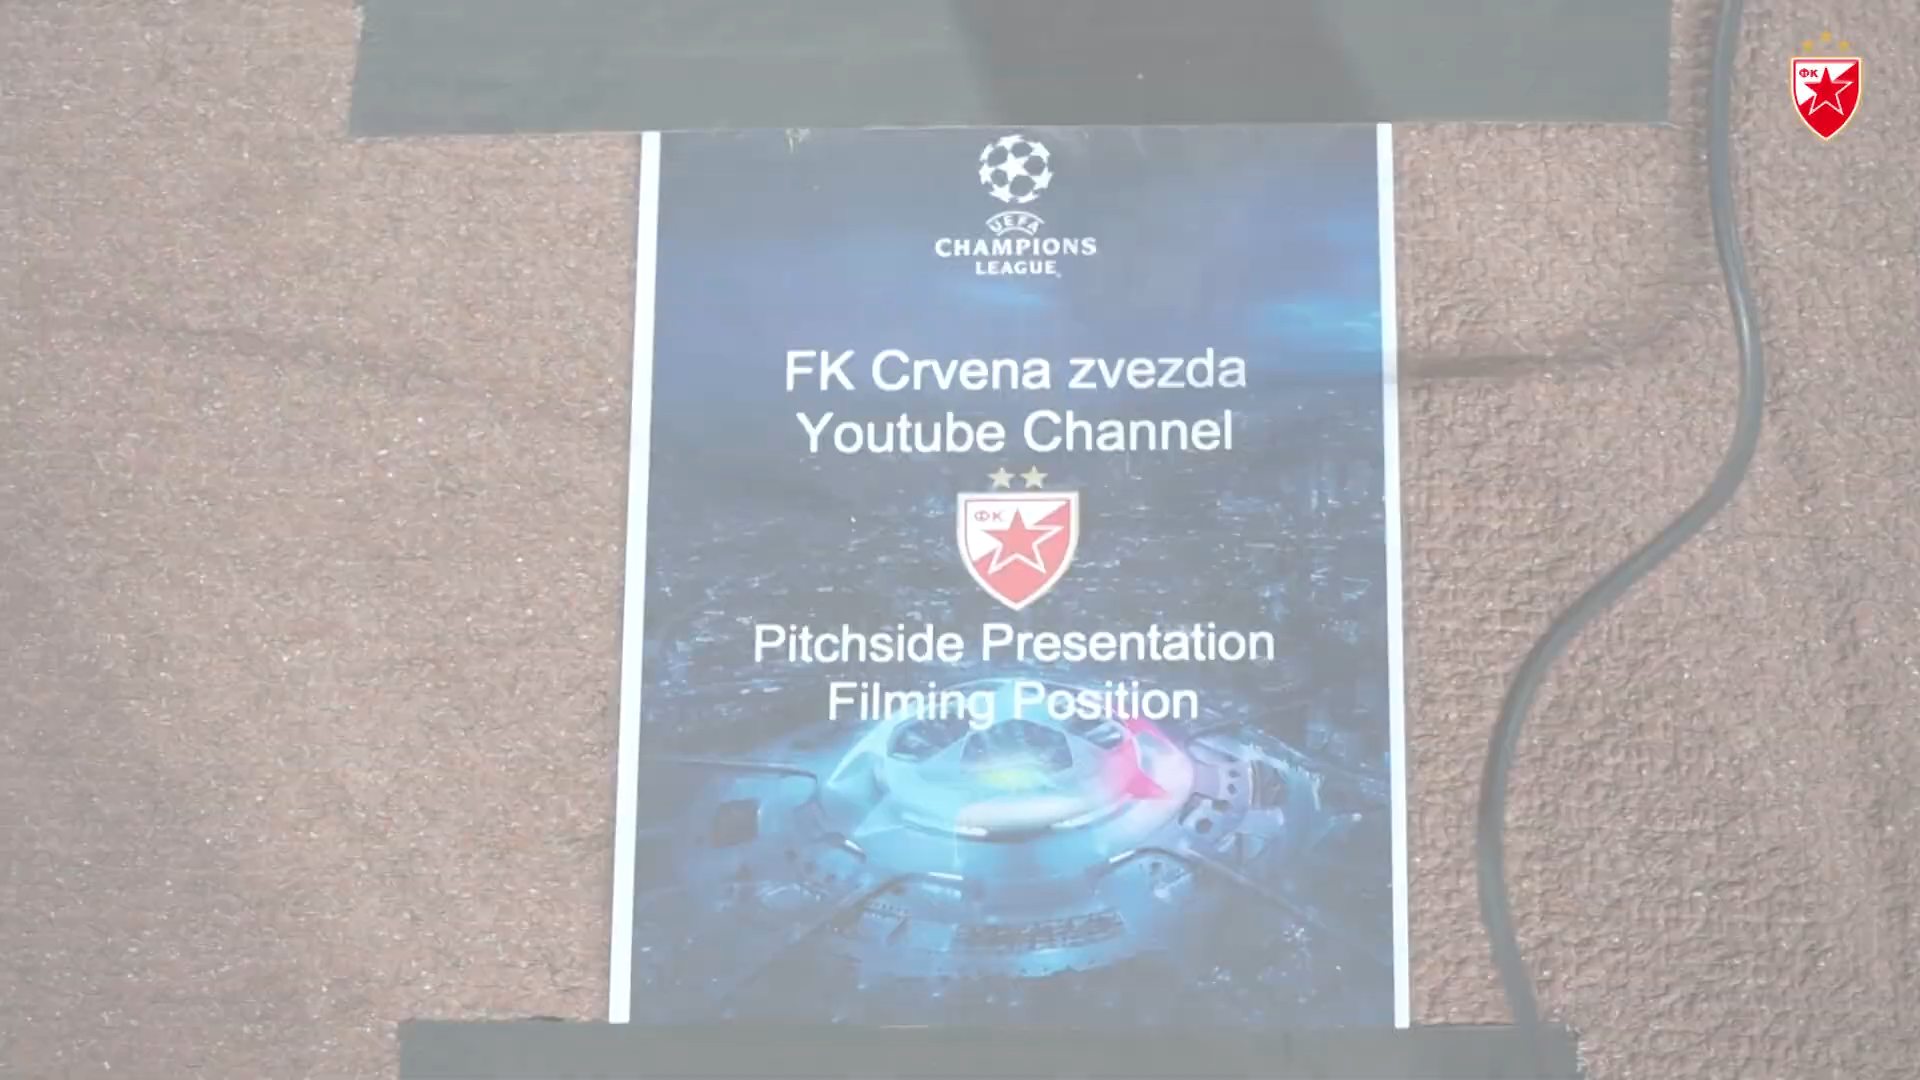 UEFA
CHAMPIONS
LEAGUE
FK Crvena zvezda
Youtube Channel
ФК
Pitchside Presentation
Filming Position
ФК